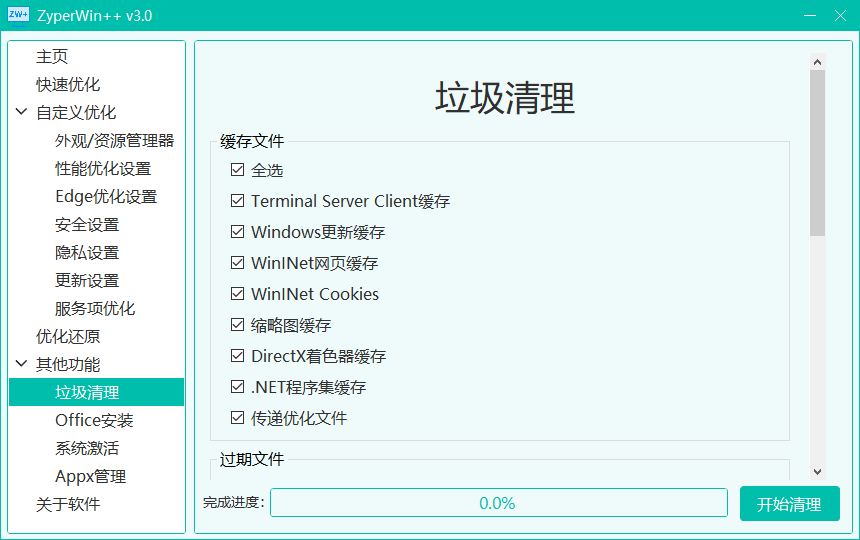 ZW+ ZyperWin++ v3.0
主页
快速优化
自定义优化
外观/资源管理器
性能优化设置
Edge优化设置
安全设置
隐私设置
更新设置
服务项优化
优化还原
其他功能
垃圾清理
Office安装
系统激活
Appx管理
关于软件
垃圾清理
缓存文件
全选
Terminal Server Client缓存
Windows更新缓存
WinINet网页缓存
WinINet Cookies
缩略图缓存
DirectX着色器缓存
.NET程序集缓存
传递优化文件
过期文件
完成进度: 0.0% 开始清理